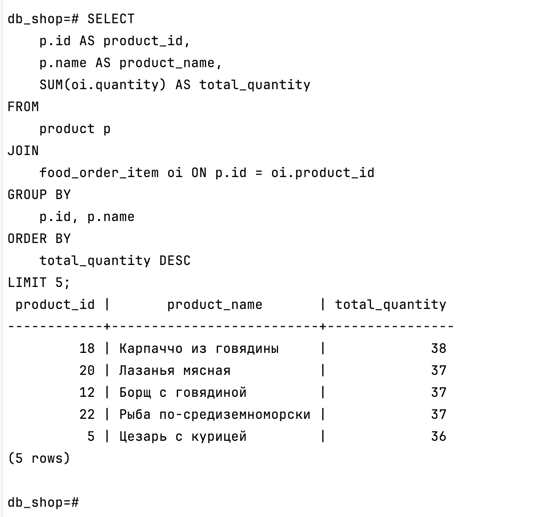 db_shop=# SELECT
    p.id AS product_id,
    p.name AS product_name,
    SUM(oi.quantity) AS total_quantity
FROM
    product p
JOIN
    food_order_item oi ON p.id = oi.product_id
GROUP BY
    p.id, p.name
ORDER BY
    total_quantity DESC
LIMIT 5;
 product_id |       product_name       | total_quantity
------------+--------------------------+----------------
         18 | Карпаччо из говядины     |             38
         20 | Лазанья мясная           |             37
         12 | Борщ с говядиной         |             37
         22 | Рыба по-средиземноморски |             37
          5 | Цезарь с курицей         |             36
(5 rows)

db_shop=#